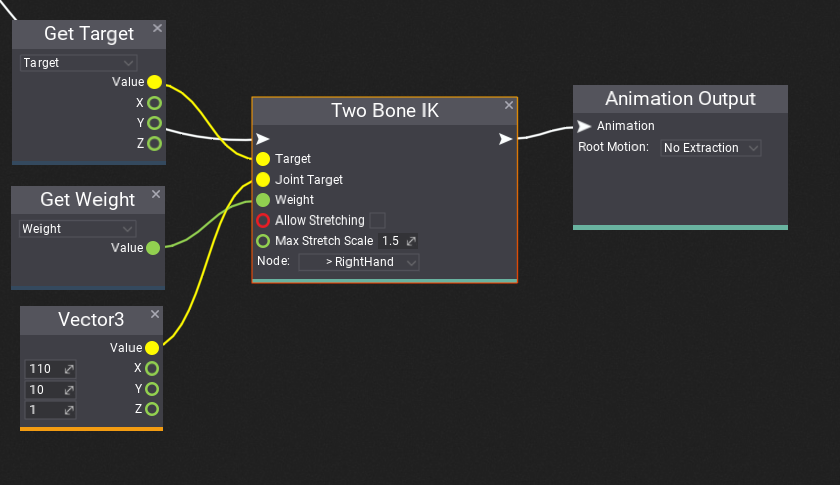 Get Target
Target
Value
X
Y
Z
Get Weight
Weight
Value
Vector3
Value
110 X
10 Y
1 Z
Two Bone IK
Target
Joint Target
Weight
Allow Stretching
Max Stretch Scale 1.5
Node: > RightHand
Animation Output
Animation
Root Motion: No Extraction